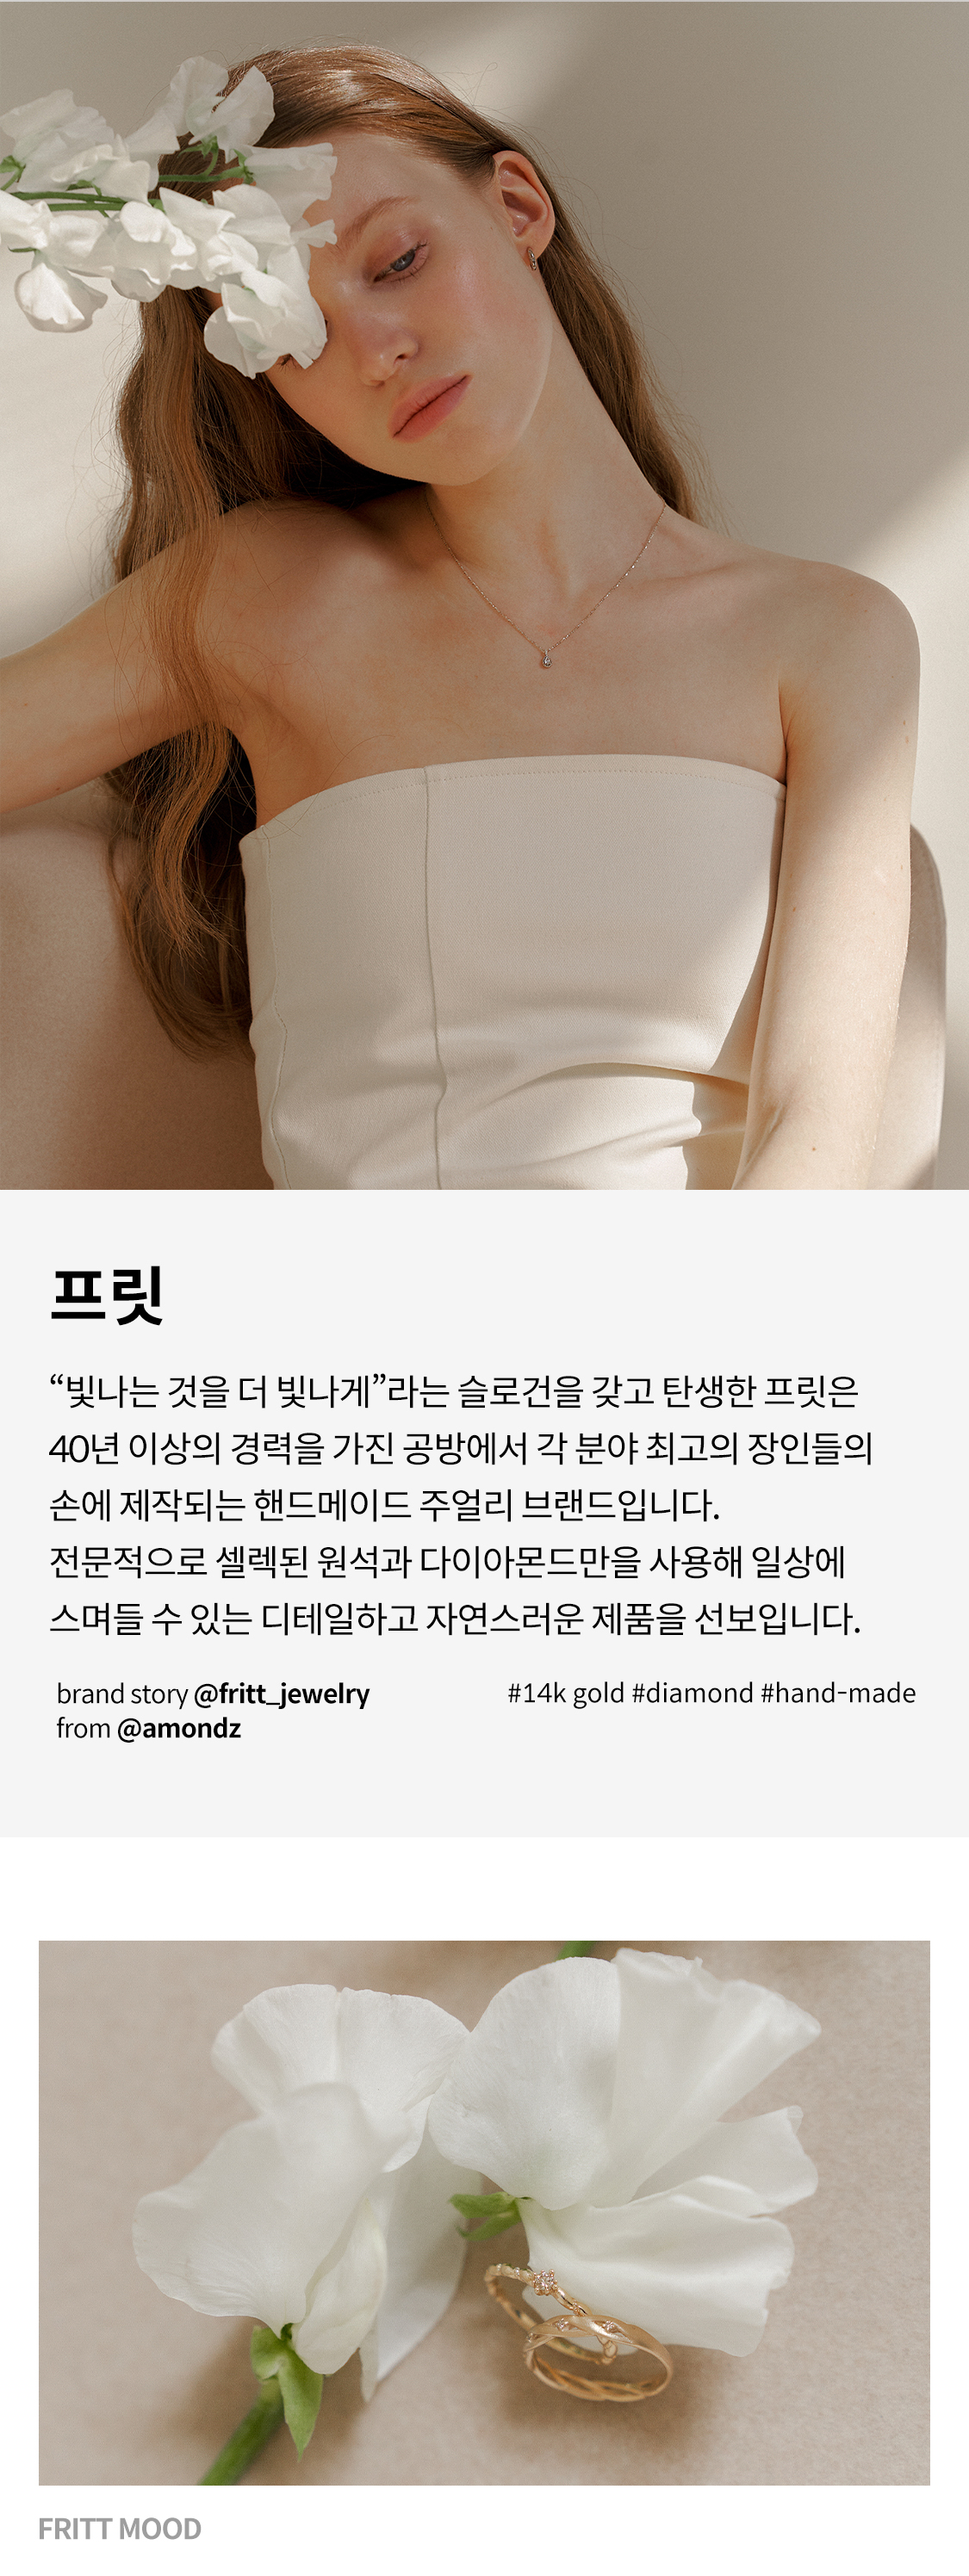 프릿
“빛나는 것을 더 빛나게”라는 슬로건을 갖고 탄생한 프릿은
40년 이상의 경력을 가진 공방에서 각 분야 최고의 장인들의
손에 제작되는 핸드메이드 주얼리 브랜드입니다.
전문적으로 셀렉된 원석과 다이아몬드만을 사용해 일상에
스며들 수 있는 디테일하고 자연스러운 제품을 선보입니다.
brand story @fritt_jewelry
from @amondz
#14k gold #diamond #hand-made
FRITT MOOD